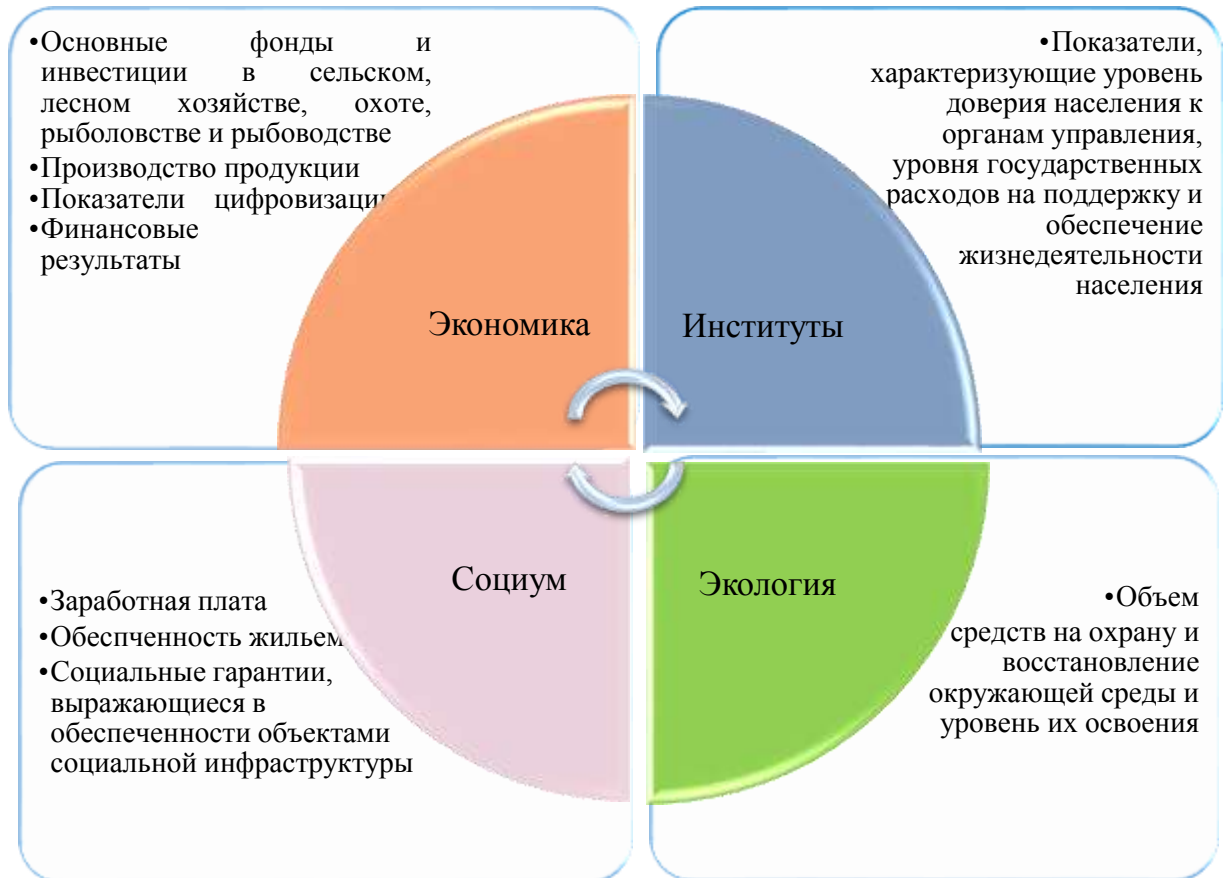 •Основные фонды и
инвестиции в сельском,
лесном хозяйстве, охоте,
рыболовстве и рыбоводстве
•Производство продукции
•Показатели цифровизации
•Финансовые
результаты
•Показатели,
характеризующие уровень
доверия населения к
органам управления,
уровня государственных
расходов на поддержку и
обеспечение
жизнедеятельности
населения
Экономика
Институты
Социум
Экология
•Заработная плата
•Обеспченность жильем
•Социальные гарантии,
выражающиеся в
обеспеченности объектами
социальной инфраструктуры
•Объем
средств на охрану и
восстановление
окружающей среды и
уровень их освоения